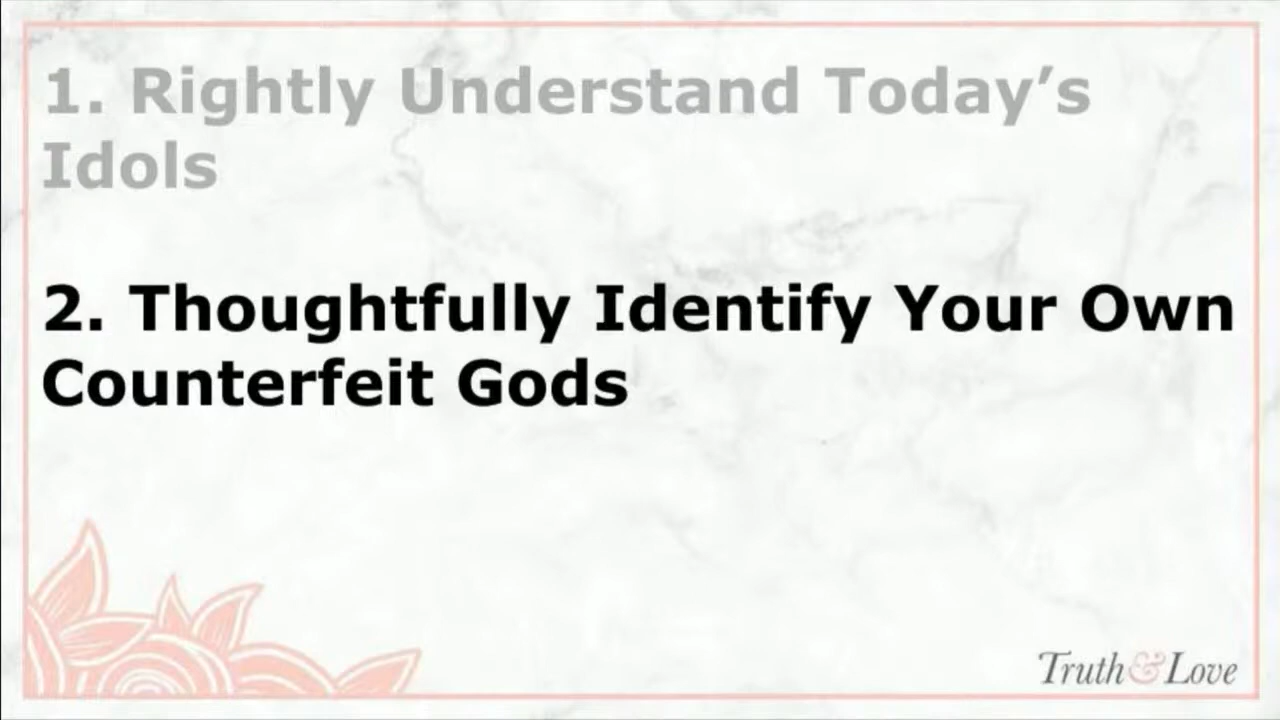 1. Rightly Understand Today’s
Idols
2. Thoughtfully Identify Your Own
Counterfeit Gods
Truth & Love